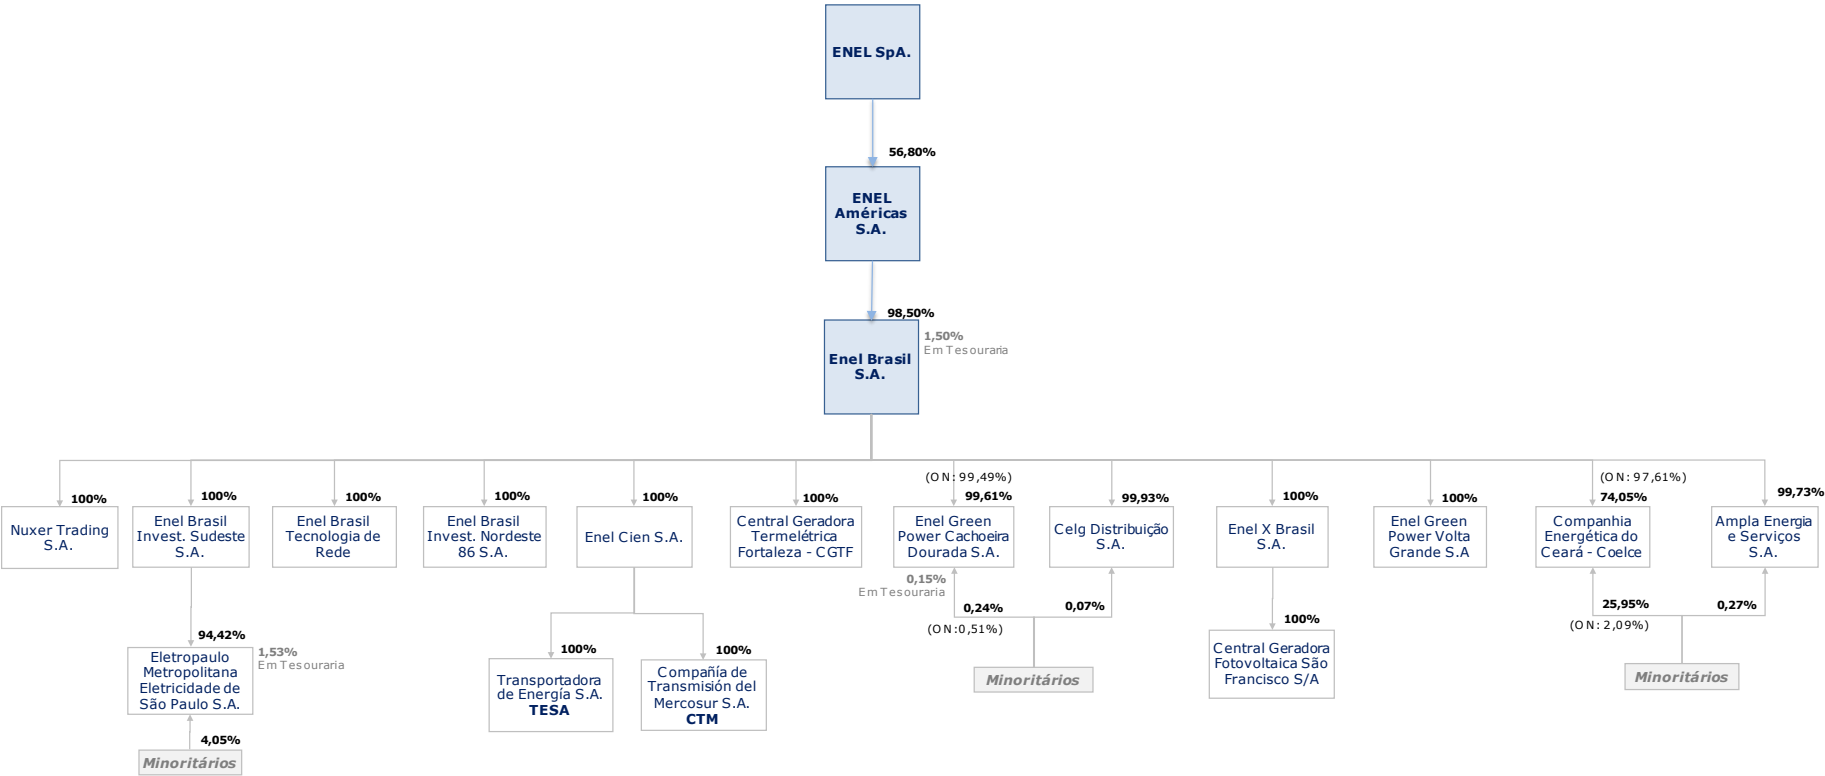 ENEL SpA.
56,80%
ENEL
Américas
S.A.
98,50%
1,50%
Em Tesouraria
Enel Brasil
S.A.
100%
Nuxer Trading
S.A.
100%
Enel Brasil
Invest. Sudeste
S.A.
100%
Enel Brasil
Tecnologia de
Rede
100%
Enel Brasil
Invest. Nordeste
86 S.A.
100%
Enel Cien S.A.
100%
Central Geradora
Termelétrica
Fortaleza - CGTF
(ON: 99,49%)
99,61%
Enel Green
Power Cachoeira
Dourada S.A.
99,93%
Celg Distribuição
S.A.
100%
Enel X Brasil
S.A.
100%
Enel Green
Power Volta
Grande S.A
(ON: 97,61%)
74,05%
Companhia
Energética do
Ceará - Coelce
99,73%
Ampla Energia
e Serviços
S.A.
94,42%
1,53%
Em Tesouraria
Eletropaulo
Metropolitana
Eletricidade de
São Paulo S.A.
4,05%
Minoritários
100%
Transportadora
de Energía S.A.
TESA
100%
Compañía de
Transmisión del
Mercosur S.A.
CTM
0,15%
Em Tesouraria
0,24%
(ON:0,51%)
0,07%
Minoritários
100%
Central Geradora
Fotovoltaica São
Francisco S/A
25,95%
(ON: 2,09%)
0,27%
Minoritários